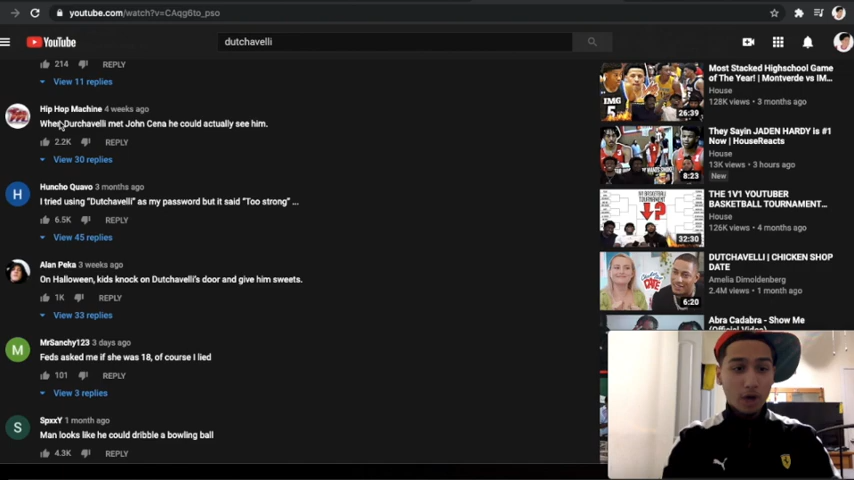 youtube.com/watch?v=CAqg6to_pso
YouTube
dutchavelli
214 REPLY
View 11 replies
Hip Hop Machine 4 weeks ago
When Durchavelli met John Cena he could actually see him.
2.2K REPLY
View 30 replies
Huncho Quavo 3 months ago
I tried using “Dutchavelli” as my password but it said “Too strong” ...
6.5K REPLY
View 45 replies
Alan Peka 3 weeks ago
On Halloween, kids knock on Dutchavelli's door and give him sweets.
1K REPLY
View 33 replies
MrSanchy123 3 days ago
Feds asked me if she was 18, of course I lied
101 REPLY
View 3 replies
SpxxY 1 month ago
Man looks like he could dribble a bowling ball
4.3K REPLY
Most Stacked Highschool Game
of The Year! | Montverde vs IM...
House
128K views • 3 months ago
IMG
26:39
They Sayin JADEN HARDY is #1
Now | HouseReacts
House
13K views • 3 hours ago
New
8:23
THE 1V1 YOUTUBER
BASKETBALL TOURNAMENT...
House
126K views • 4 months ago
32:30
DUTCHAVELLI | CHICKEN SHOP
DATE
Amelia Dimoldenberg
2.4M views • 1 month ago
6:20
Abra Cadabra - Show Me
(Official Video)